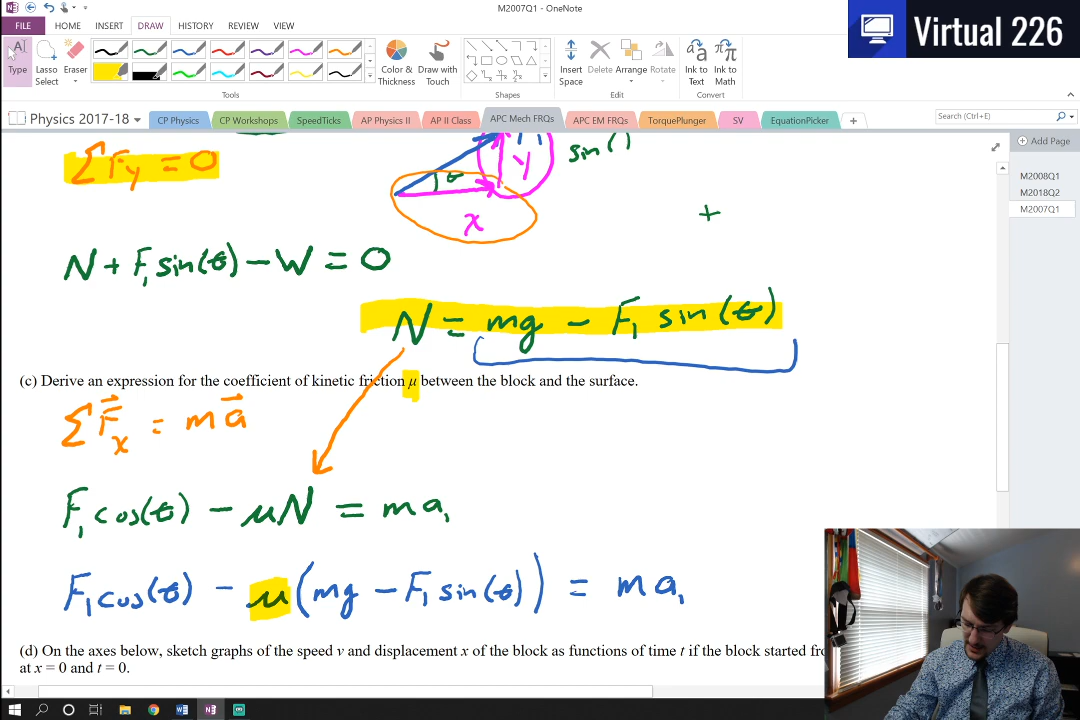 M2007Q1 - OneNote
Virtual 226
FILE HOME INSERT DRAW HISTORY REVIEW VIEW
Type Lasso Select Eraser Color & Thickness Draw with Touch Insert Space Delete Arrange Rotate Ink to Text Ink to Math
Tools Shapes Edit Convert
Physics 2017-18 CP Physics CP Workshops SpeedTicks AP Physics II AP II Class APC Mech FRQs APC EM FRQs TorquePlunger SV EquationPicker Search (Ctrl+E)
Add Page
M2008Q1
M2018Q2
M2007Q1
ΣFy = 0
θ y sin()
x
+
N + F₁ sin(θ) - W = 0
N = mg - F₁ sin(θ)
(c) Derive an expression for the coefficient of kinetic friction μ between the block and the surface.
ΣF⃗x = ma⃗
F₁ cos(θ) - μN = ma₁
F₁ cos(θ) - μ(mg - F₁ sin(θ)) = ma₁
(d) On the axes below, sketch graphs of the speed v and displacement x of the block as functions of time t if the block started fro
at x = 0 and t = 0.